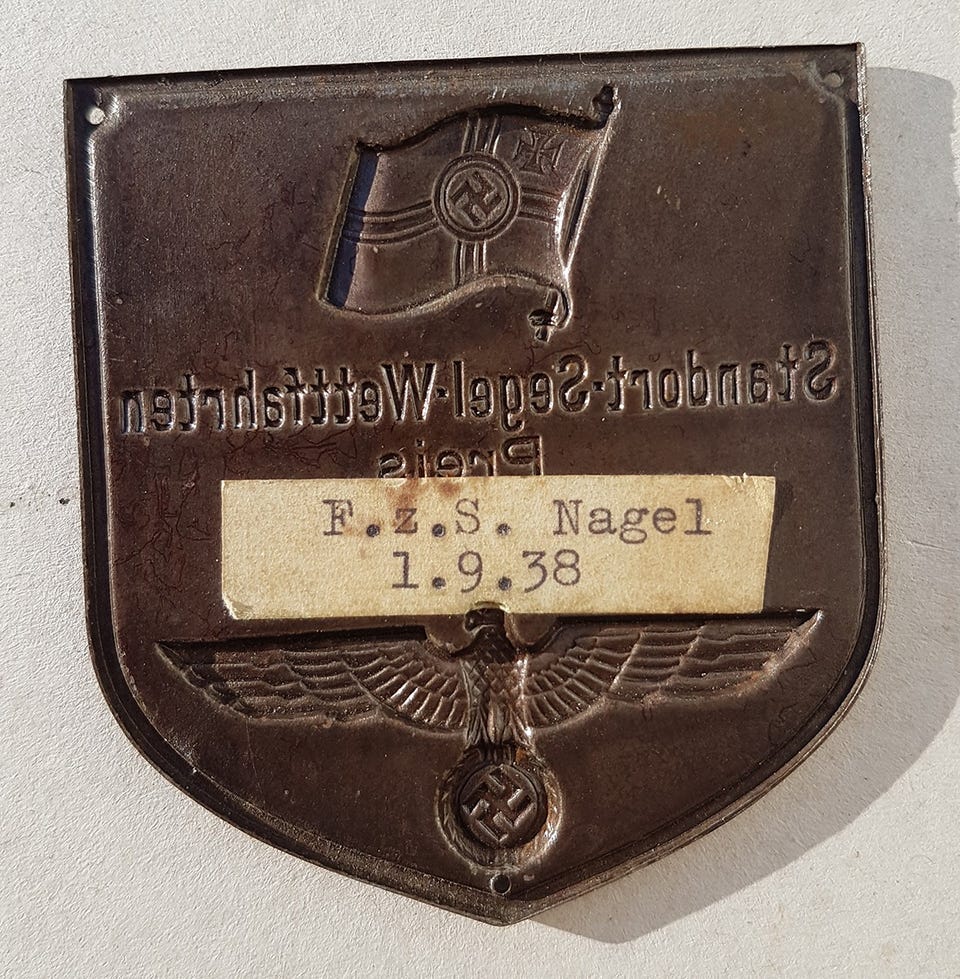 Standort-Segel-Wettfahrten
Preis
F.z.S. Nagel
1.9.38